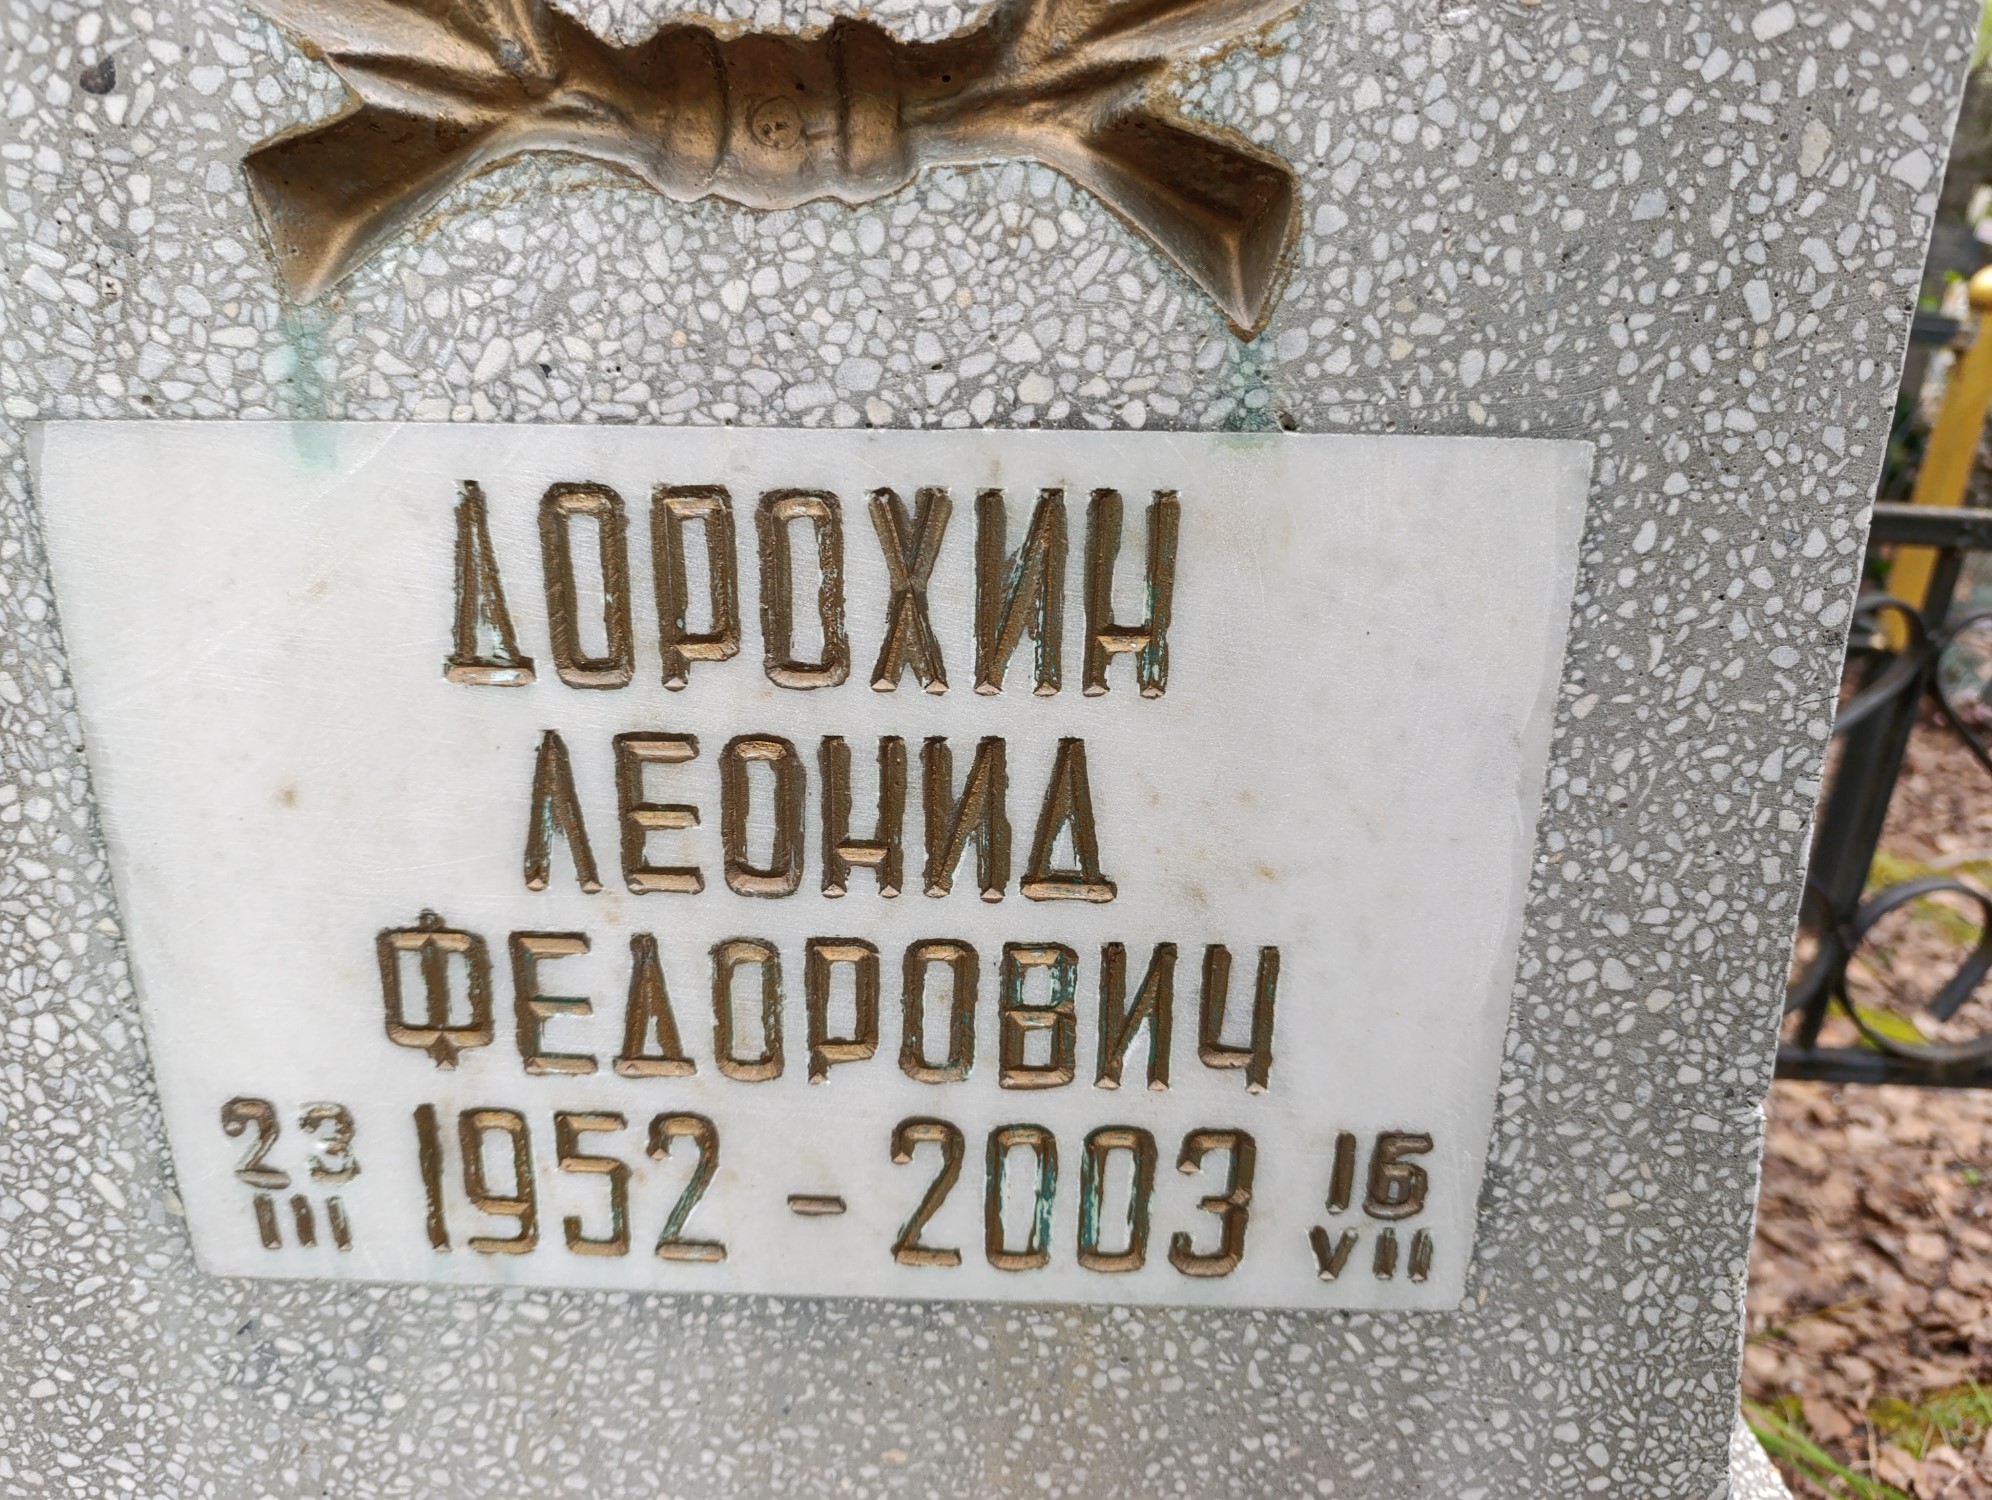 ДОРОХИН
ЛЕОНИД
ФЕДОРОВИЧ
23 III 1952 - 2003 16 VII